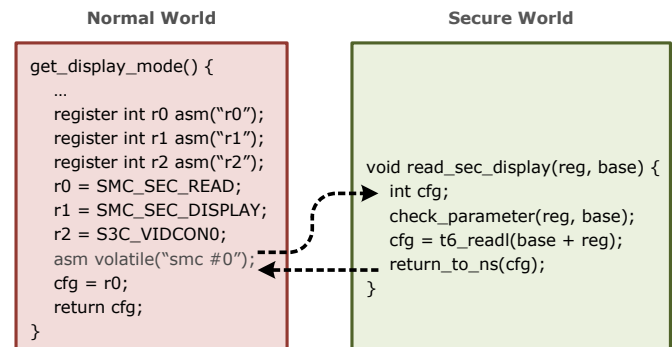 Normal World
get_display_mode() {
…
register int r0 asm(“r0”);
register int r1 asm(“r1”);
register int r2 asm(“r2”);
r0 = SMC_SEC_READ;
r1 = SMC_SEC_DISPLAY;
r2 = S3C_VIDCON0;
asm volatile(“smc #0”);
cfg = r0;
return cfg;
}
Secure World
void read_sec_display(reg, base) {
int cfg;
check_parameter(reg, base);
cfg = t6_readl(base + reg);
return_to_ns(cfg);
}